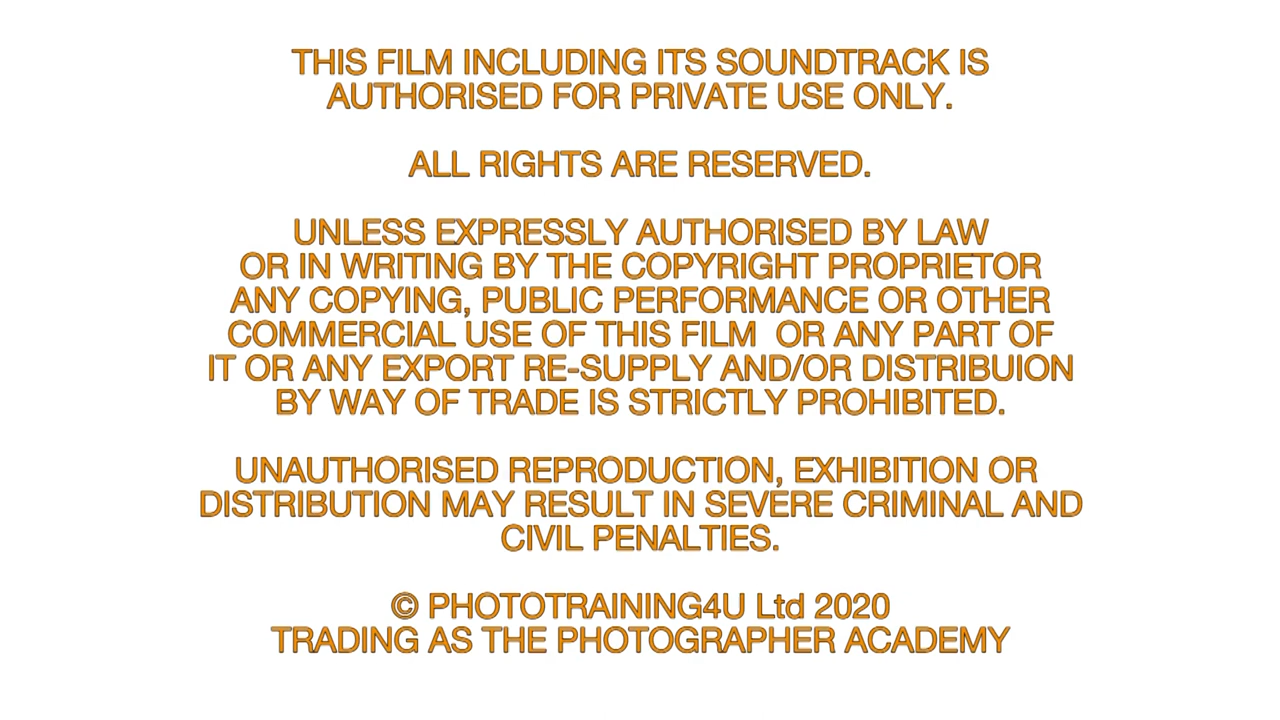 THIS FILM INCLUDING ITS SOUNDTRACK IS
AUTHORISED FOR PRIVATE USE ONLY.
ALL RIGHTS ARE RESERVED.
UNLESS EXPRESSLY AUTHORISED BY LAW
OR IN WRITING BY THE COPYRIGHT PROPRIETOR
ANY COPYING, PUBLIC PERFORMANCE OR OTHER
COMMERCIAL USE OF THIS FILM  OR ANY PART OF
IT OR ANY EXPORT RE-SUPPLY AND/OR DISTRIBUION
BY WAY OF TRADE IS STRICTLY PROHIBITED.
UNAUTHORISED REPRODUCTION, EXHIBITION OR
DISTRIBUTION MAY RESULT IN SEVERE CRIMINAL AND
CIVIL PENALTIES.
© PHOTOTRAINING4U Ltd 2020
TRADING AS THE PHOTOGRAPHER ACADEMY